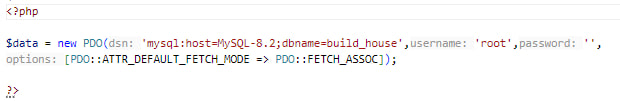 <?php
$data = new PDO(dsn: 'mysql:host=MySQL-8.2;dbname=build_house',username: 'root',password: '',
options: [PDO::ATTR_DEFAULT_FETCH_MODE => PDO::FETCH_ASSOC]);
?>